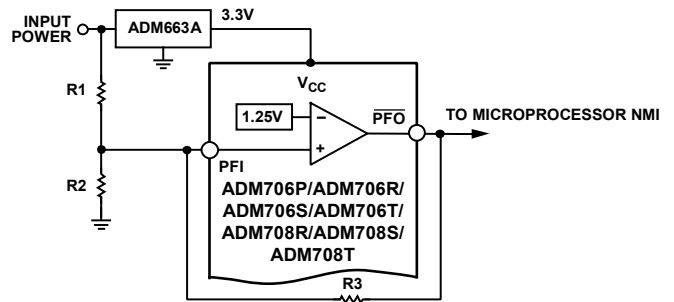 INPUT
POWER
ADM663A
3.3V
R1
VCC
1.25V
−
+
PFO
TO MICROPROCESSOR NMI
PFI
R2
ADM706P/ADM706R/
ADM706S/ADM706T/
ADM708R/ADM708S/
ADM708T
R3